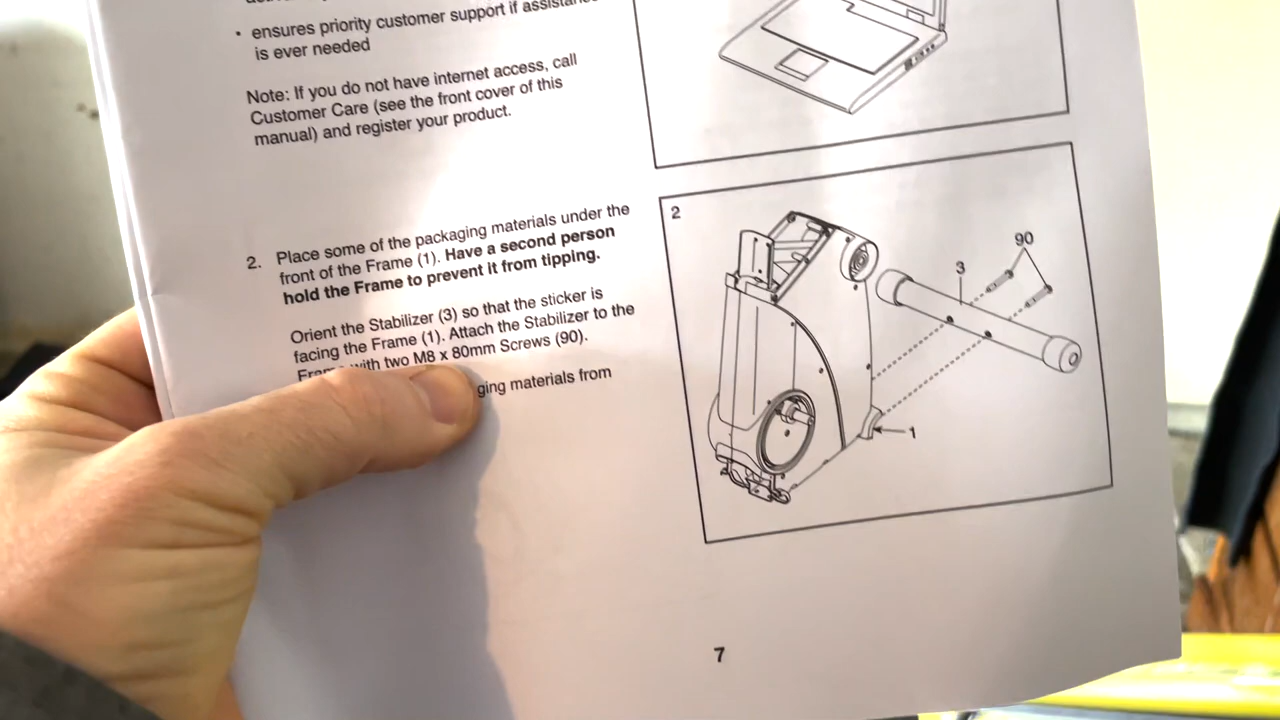 • ensures priority customer support if assistance
is ever needed
Note: If you do not have internet access, call
Customer Care (see the front cover of this
manual) and register your product.
2. Place some of the packaging materials under the
front of the Frame (1). Have a second person
hold the Frame to prevent it from tipping.
Orient the Stabilizer (3) so that the sticker is
facing the Frame (1). Attach the Stabilizer to the
Frame with two M8 x 80mm Screws (90).
ging materials from
2
90
3
1
7